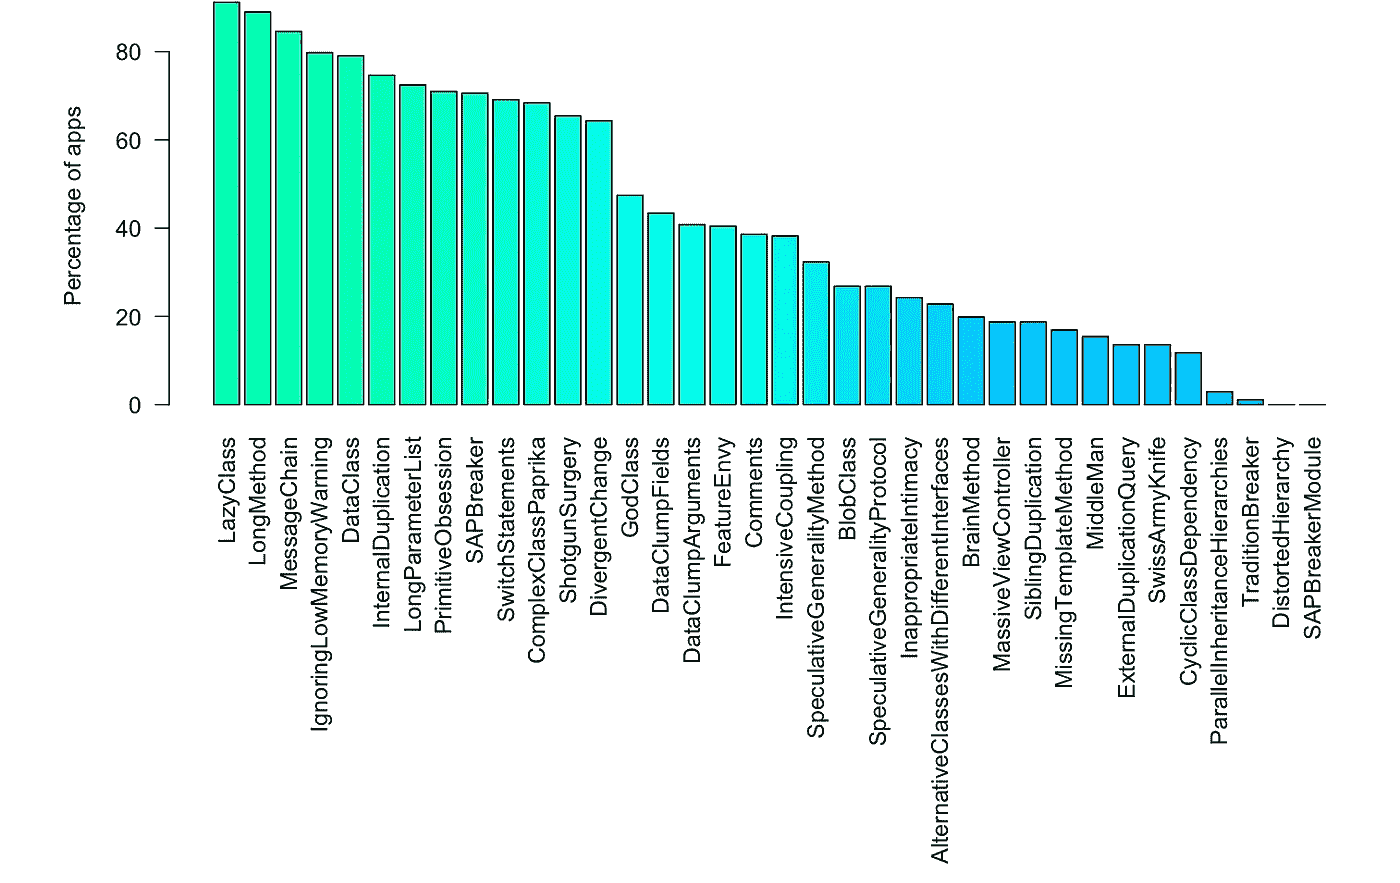 Percentage of apps
80
60
40
20
0
LazyClass
LongMethod
MessageChain
IgnoringLowMemoryWarning
DataClass
InternalDuplication
LongParameterList
PrimitiveObsession
SAPBreaker
SwitchStatements
ComplexClassPaprika
ShotgunSurgery
DivergentChange
GodClass
DataClumpFields
DataClumpArguments
FeatureEnvy
Comments
IntensiveCoupling
SpeculativeGeneralityMethod
BlobClass
SpeculativeGeneralityProtocol
InappropriateIntimacy
AlternativeClassesWithDifferentInterfaces
BrainMethod
MassiveViewController
SiblingDuplication
MissingTemplateMethod
MiddleMan
ExternalDuplicationQuery
SwissArmyKnife
CyclicClassDependency
ParallelInheritanceHierarchies
TraditionBreaker
DistortedHierarchy
SAPBreakerModule